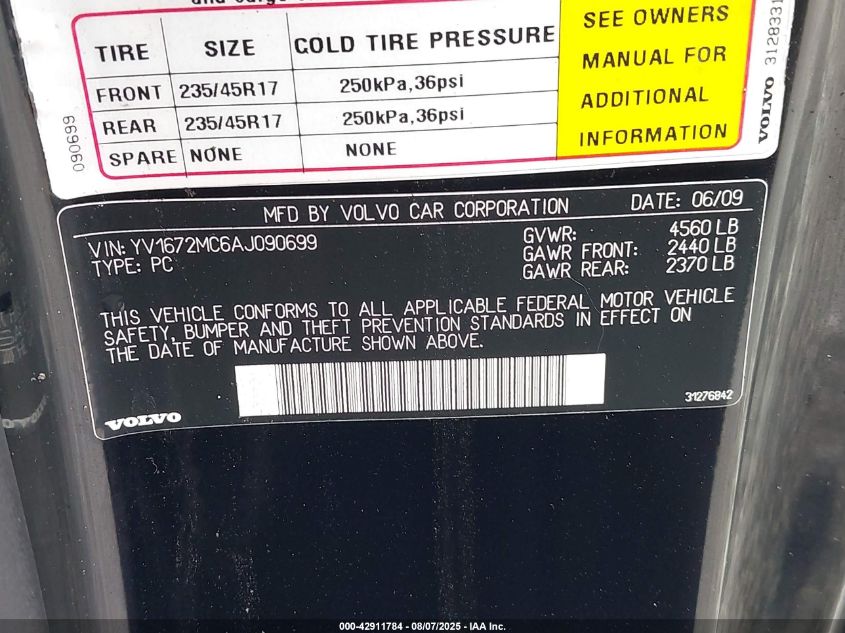 TIRE SIZE COLD TIRE PRESSURE
FRONT 235/45R17 250kPa,36psi
REAR 235/45R17 250kPa,36psi
SPARE NONE NONE
SEE OWNERS
MANUAL FOR
ADDITIONAL
INFORMATION
VOLVO 3128331
090699
MFD BY VOLVO CAR CORPORATION DATE: 06/09
VIN: YV1672MC6AJ090699
TYPE: PC
GVWR: 4560 LB
GAWR FRONT: 2440 LB
GAWR REAR: 2370 LB
THIS VEHICLE CONFORMS TO ALL APPLICABLE FEDERAL MOTOR VEHICLE
SAFETY, BUMPER AND THEFT PREVENTION STANDARDS IN EFFECT ON
THE DATE OF MANUFACTURE SHOWN ABOVE.
VOLVO
31276842
000-42911784 - 08/07/2025 - IAA Inc.